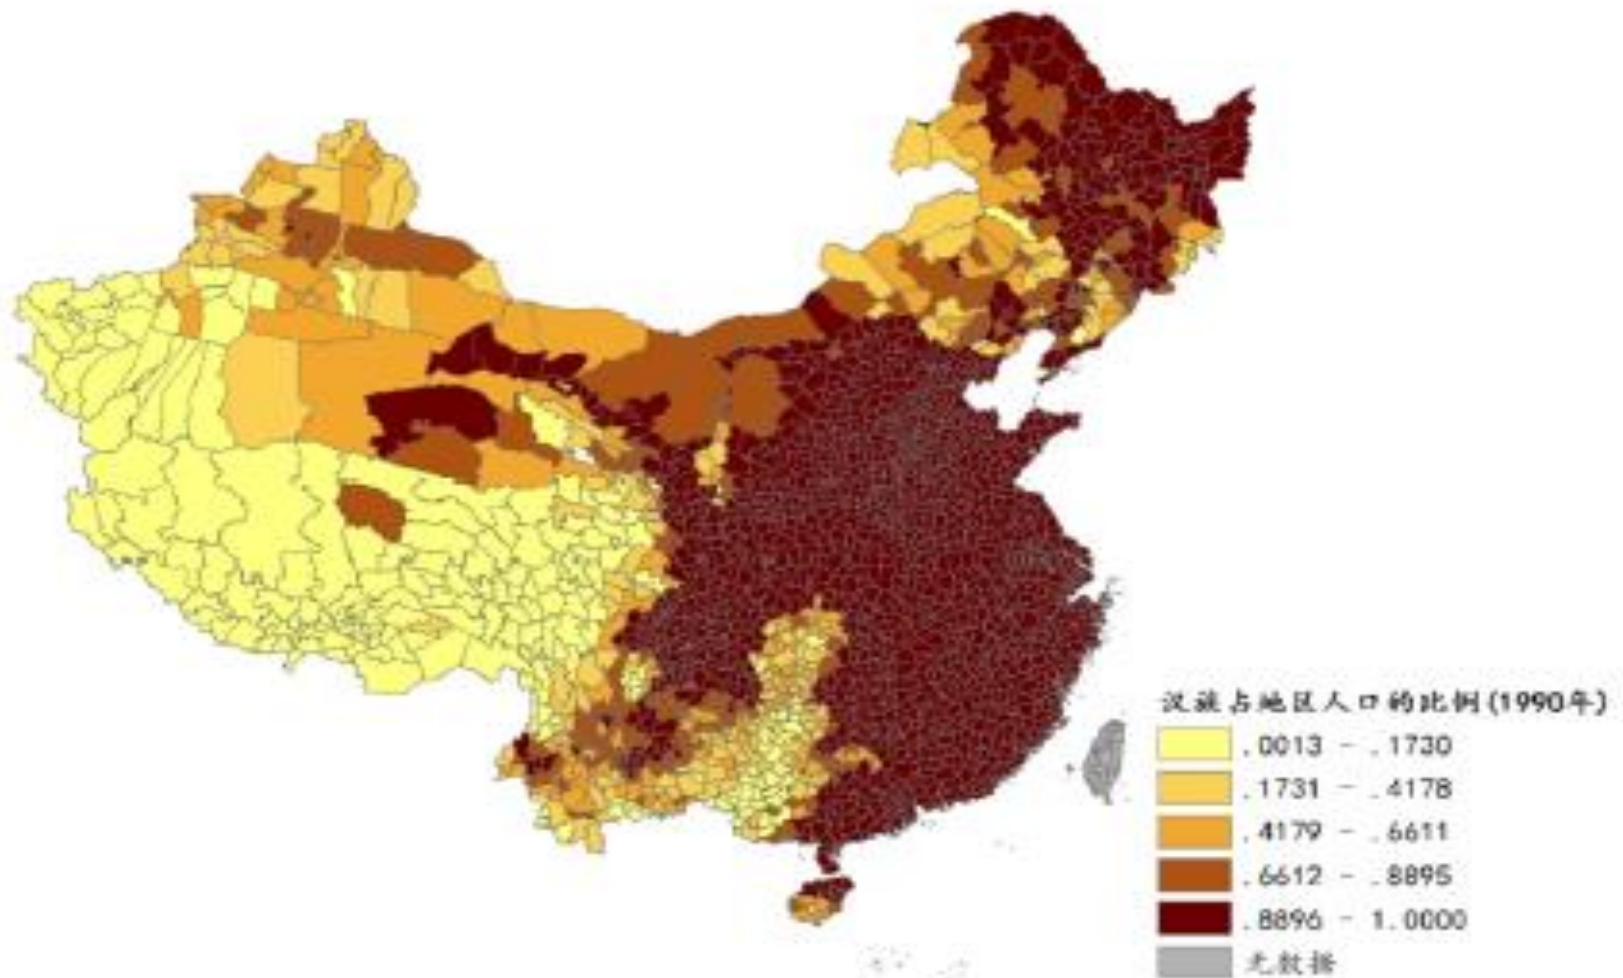 汉族占地区人口的比例(1990年)
.0013 - .1730
.1731 - .4178
.4179 - .6611
.6612 - .8895
.8896 - 1.0000
无数据